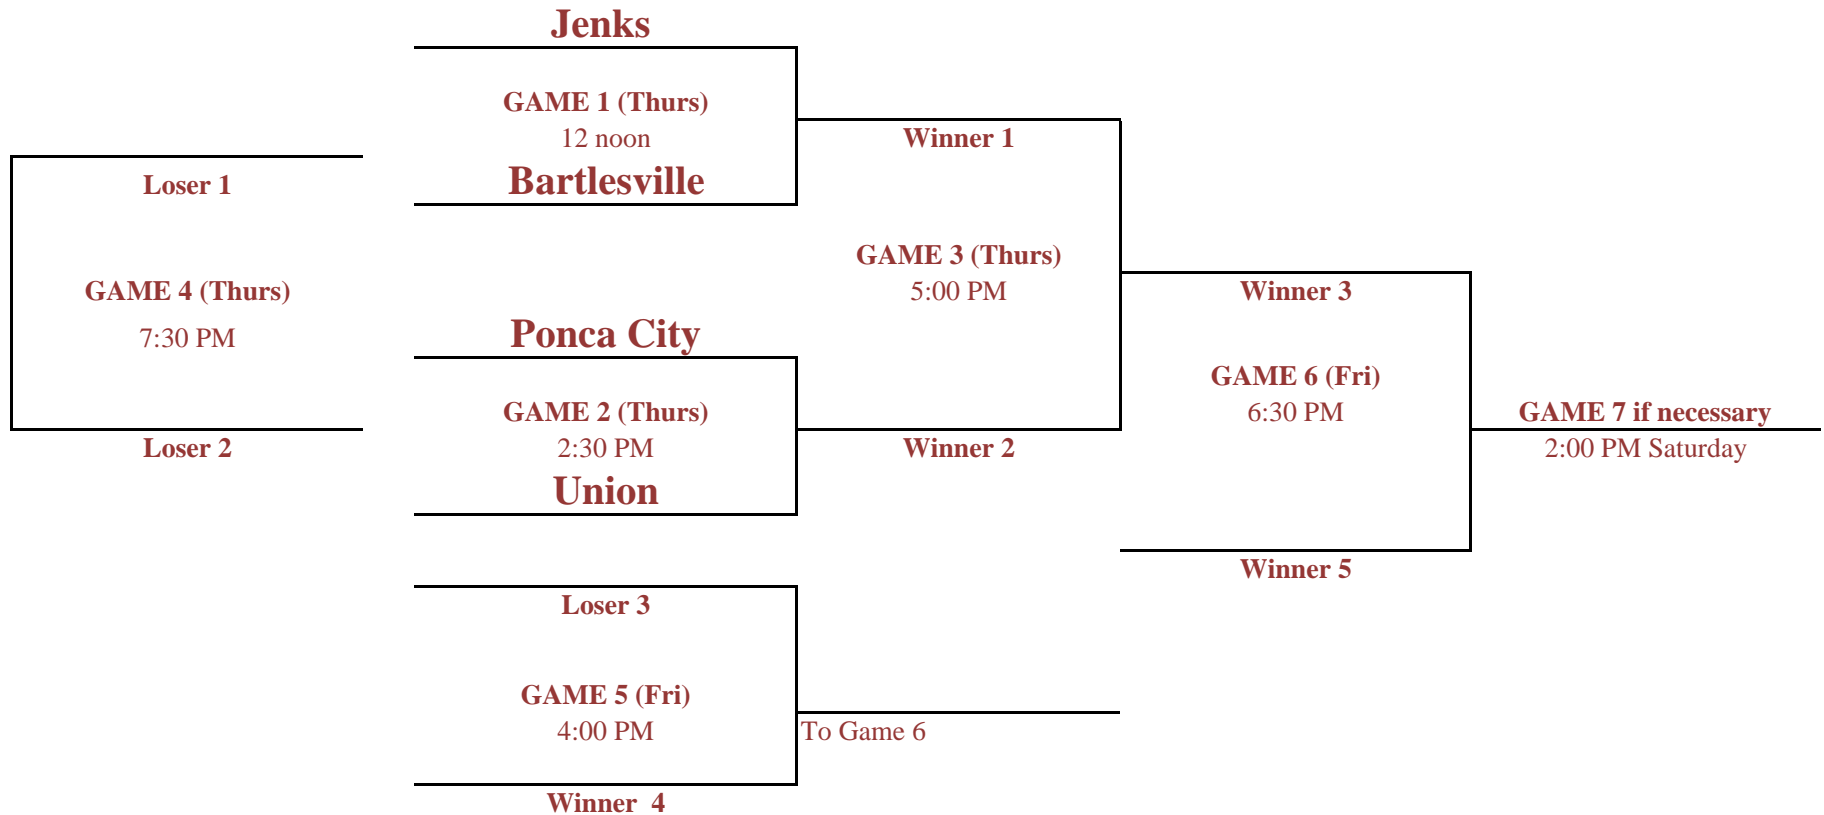 Jenks
GAME 1 (Thurs)
12 noon
Bartlesville
Winner 1
Loser 1
GAME 4 (Thurs)
7:30 PM
Loser 2
GAME 3 (Thurs)
5:00 PM
Ponca City
GAME 2 (Thurs)
2:30 PM
Union
Winner 2
Winner 3
GAME 6 (Fri)
6:30 PM
Winner 5
GAME 7 if necessary
2:00 PM Saturday
Loser 3
GAME 5 (Fri)
4:00 PM
Winner  4
To Game 6